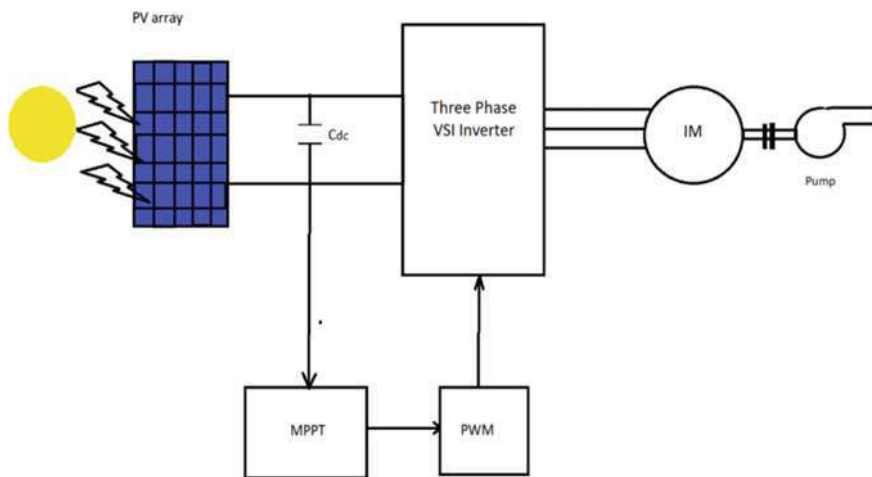 PV array
Three Phase
VSI Inverter
Cdc
IM
Pump
MPPT
PWM